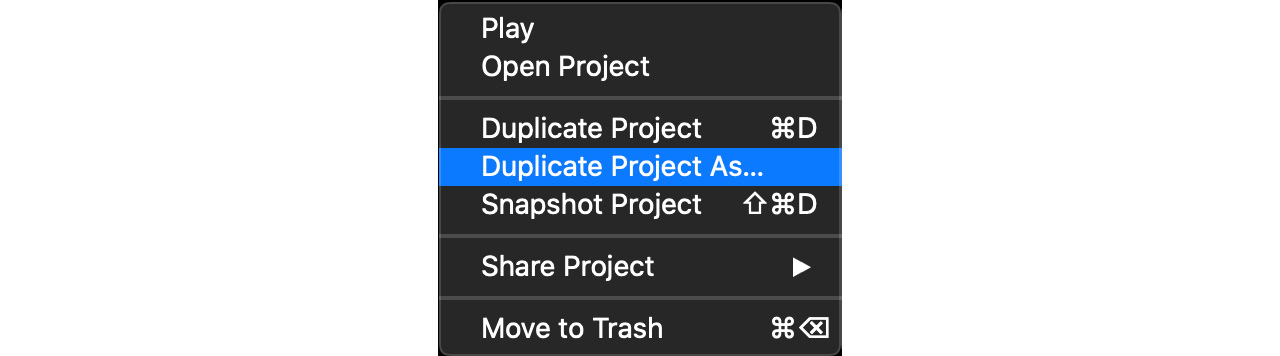 Play
Open Project
Duplicate Project ⌘D
Duplicate Project As...
Snapshot Project ⇧⌘D
Share Project ▶
Move to Trash ⌘⌫